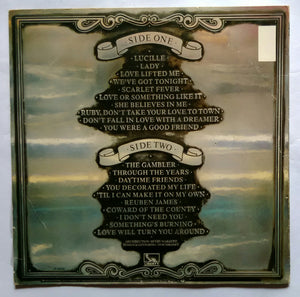 SIDE ONE
· LUCILLE ·
· LADY ·
· LOVE LIFTED ME ·
· WE'VE GOT TONIGHT ·
· SCARLET FEVER ·
· LOVE OR SOMETHING LIKE IT ·
· SHE BELIEVES IN ME ·
· RUBY, DON'T TAKE YOUR LOVE TO TOWN ·
· DON'T FALL IN LOVE WITH A DREAMER ·
· YOU WERE A GOOD FRIEND ·
SIDE TWO
· THE GAMBLER ·
· THROUGH THE YEARS ·
· DAYTIME FRIENDS ·
· YOU DECORATED MY LIFE ·
· 'TIL I CAN MAKE IT ON MY OWN ·
· REUBEN JAMES ·
· COWARD OF THE COUNTY ·
· I DON'T NEED YOU ·
· SOMETHING'S BURNING ·
· LOVE WILL TURN YOU AROUND ·